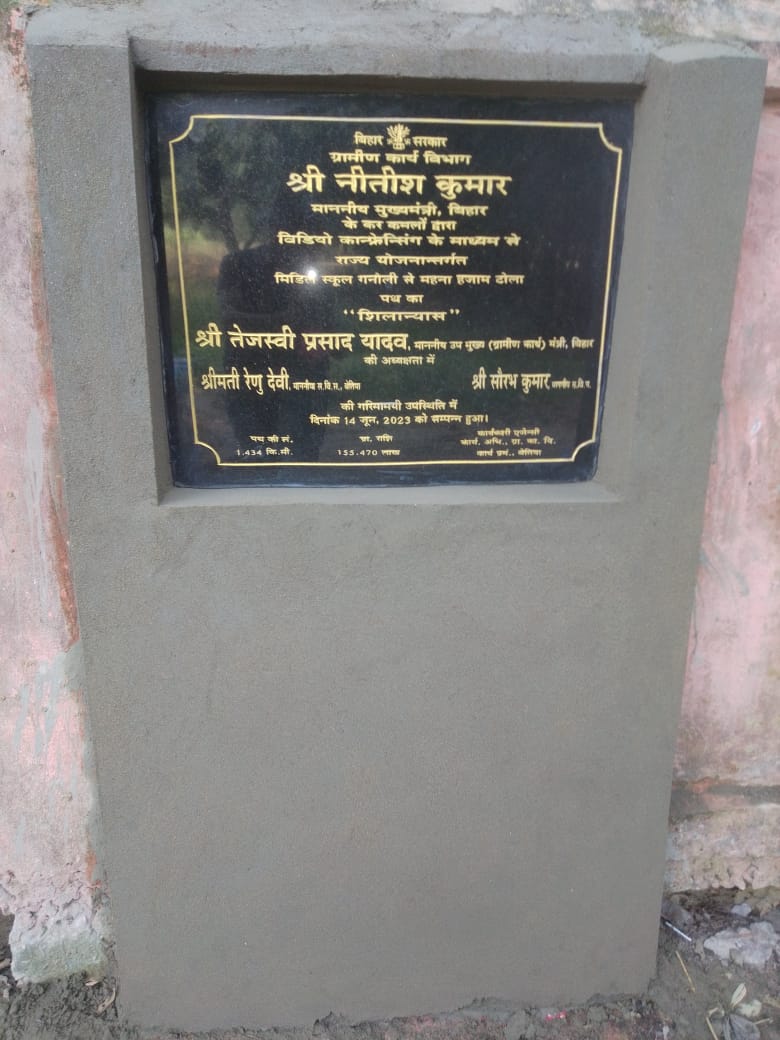 बिहार सरकार
ग्रामीण कार्य विभाग
श्री नीतीश कुमार
माननीय मुख्यमंत्री, बिहार
के कर कमलों द्वारा
विडियो कान्फ्रेन्सिंग के माध्यम से
राज्य योजनान्तर्गत
मिडिल स्कूल गनौली से महना हजाम टोला
पथ का
"शिलान्यास"
श्री तेजस्वी प्रसाद यादव, माननीय उप मुख्य (ग्रामीण कार्य) मंत्री, बिहार
की अध्यक्षता में
श्रीमती रेणु देवी, माननीय स.वि.स., बेतिया श्री सौरभ कुमार, माननीय स.वि.प.
की गरिमामयी उपस्थिति में
दिनांक 14 जून, 2023 को सम्पन्न हुआ।
पथ की लं. प्रा. राशि कार्यकारी एजेन्सी
1.434 कि.मी. 155.470 लाख कार्य. अभि., ग्रा. का. वि.
कार्य प्रमं., बेतिया